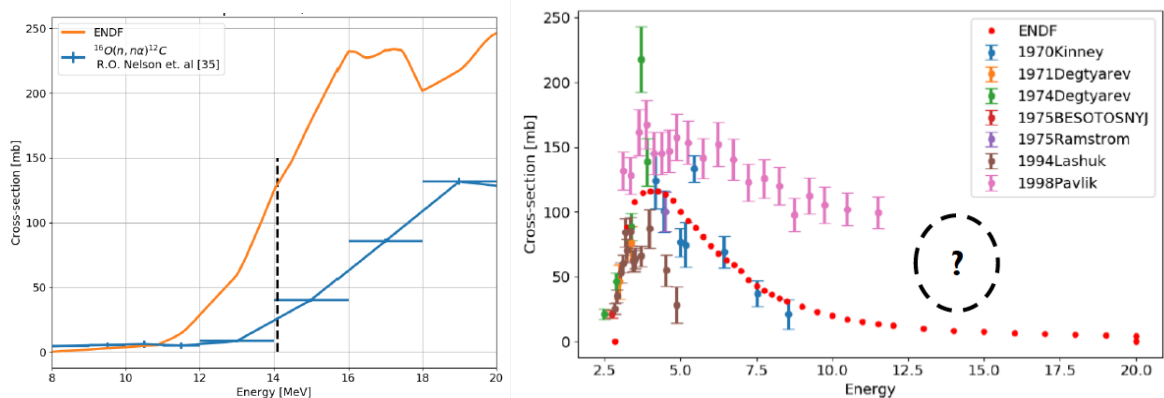 250
200
150
100
50
0
Cross-section [mb]
ENDF
¹⁶O(n, nα)¹²C
R.O. Nelson et. al [35]
8
10
12
14
16
18
20
Energy [MeV]
250
200
150
100
50
0
Cross-section [mb]
ENDF
1970Kinney
1971Degtyarev
1974Degtyarev
1975BESOTOSNYJ
1975Ramstrom
1994Lashuk
1998Pavlik
?
2.5
5.0
7.5
10.0
12.5
15.0
17.5
20.0
Energy